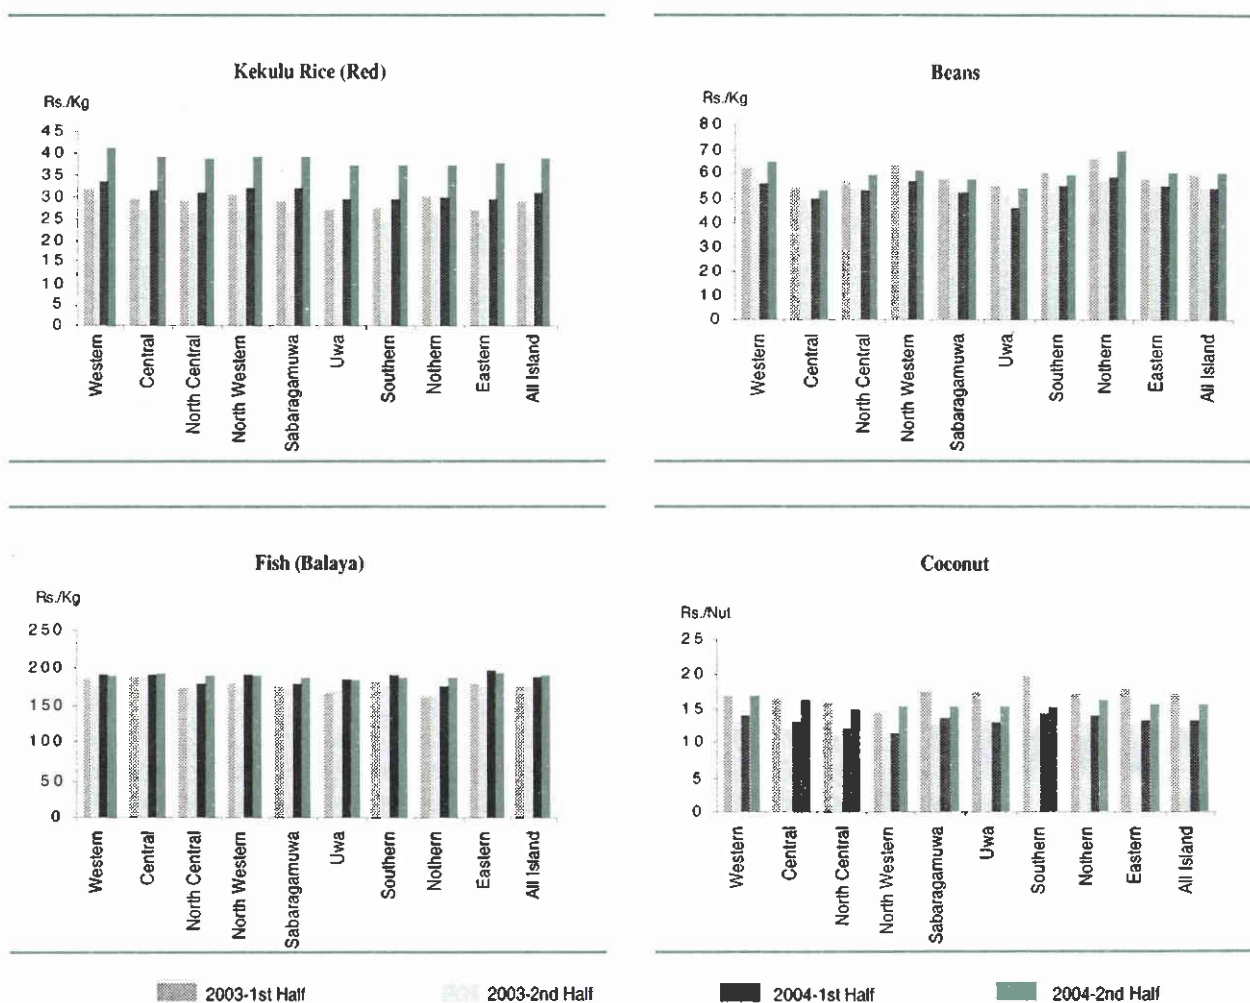 Kekulu Rice (Red)
Rs./Kg
45
40
35
30
25
20
15
10
5
0
Western
Central
North Central
North Western
Sabaragamuwa
Uwa
Southern
Nothern
Eastern
All Island
Beans
Rs./Kg
80
70
60
50
40
30
20
10
0
Western
Central
North Central
North Western
Sabaragamuwa
Uwa
Southern
Nothern
Eastern
All Island
Fish (Balaya)
Rs./Kg
250
200
150
100
50
0
Western
Central
North Central
North Western
Sabaragamuwa
Uwa
Southern
Nothern
Eastern
All Island
Coconut
Rs./Nut
25
20
15
10
5
0
Western
Central
North Central
North Western
Sabaragamuwa
Uwa
Southern
Nothern
Eastern
All Island
2003-1st Half
2003-2nd Half
2004-1st Half
2004-2nd Half